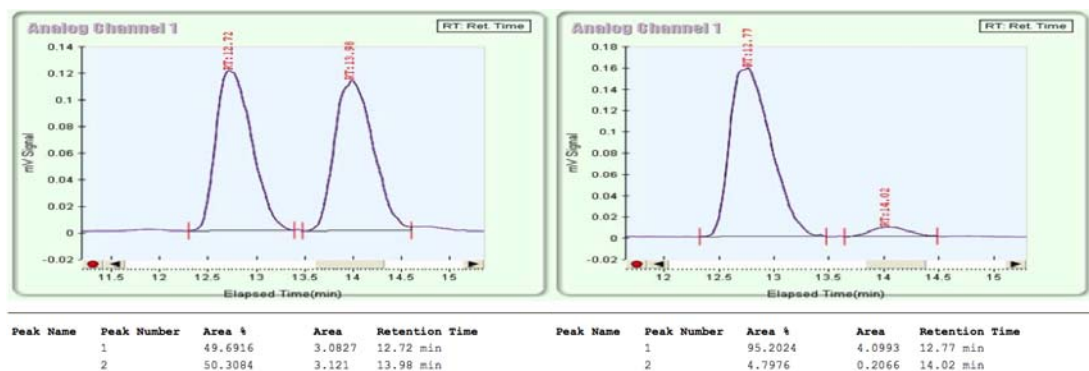 Analog Channel 1
RT: Ret. Time
0.14
0.12
0.1
0.08
0.06
0.04
0.02
0
-0.02
mV Signal
RT:12.72
RT:13.98
11.5 12 12.5 13 13.5 14 14.5 15
Elapsed Time(min)
Analog Channel 1
RT: Ret. Time
0.18
0.16
0.14
0.12
0.1
0.08
0.06
0.04
0.02
0
-0.02
mV Signal
RT:12.77
RT:14.02
12 12.5 13 13.5 14 14.5 15
Elapsed Time(min)
Peak Name Peak Number Area % Area Retention Time
1 49.6916 3.0827 12.72 min
2 50.3084 3.121 13.98 min
Peak Name Peak Number Area % Area Retention Time
1 95.2024 4.0993 12.77 min
2 4.7976 0.2066 14.02 min